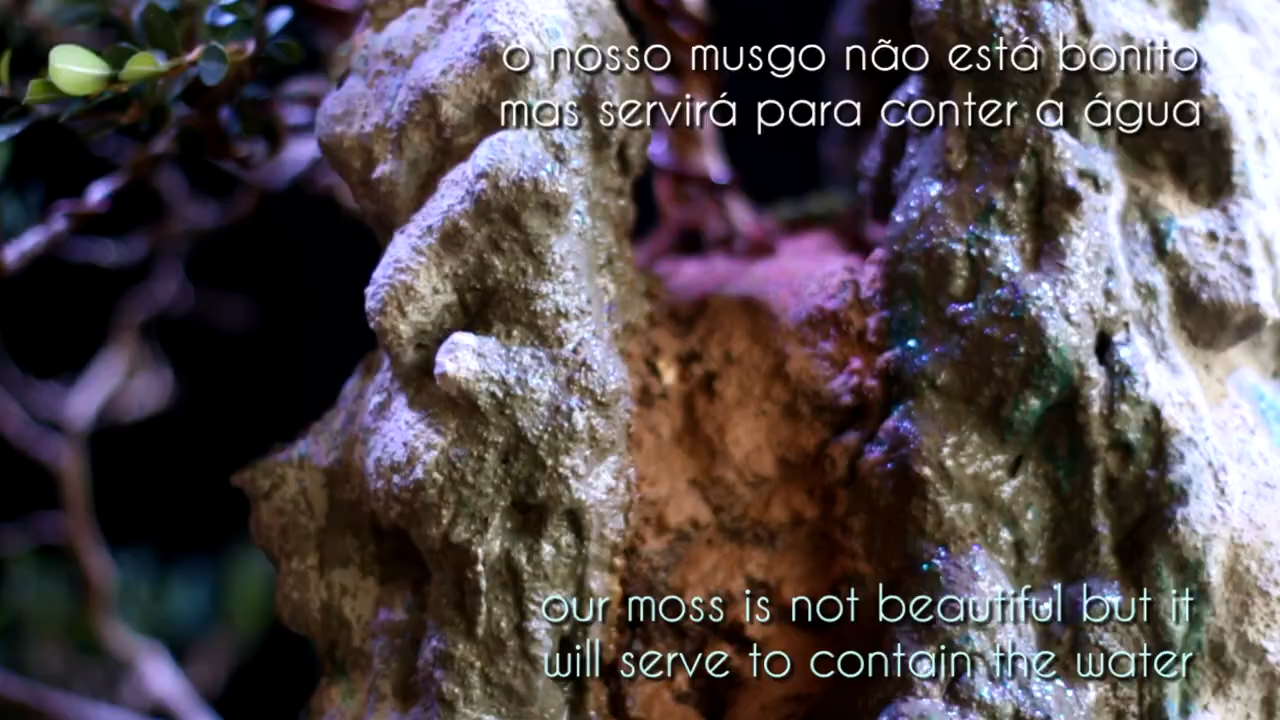 o nosso musgo não está bonito
mas servirá para conter a água
our moss is not beautiful but it
will serve to contain the water